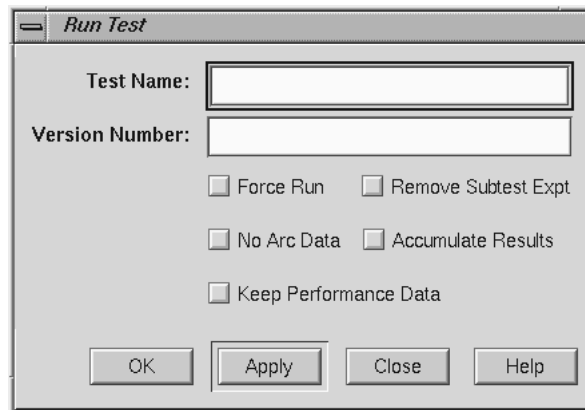 Run Test
Test Name:
Version Number:
Force Run Remove Subtest Expt
No Arc Data Accumulate Results
Keep Performance Data
OK Apply Close Help